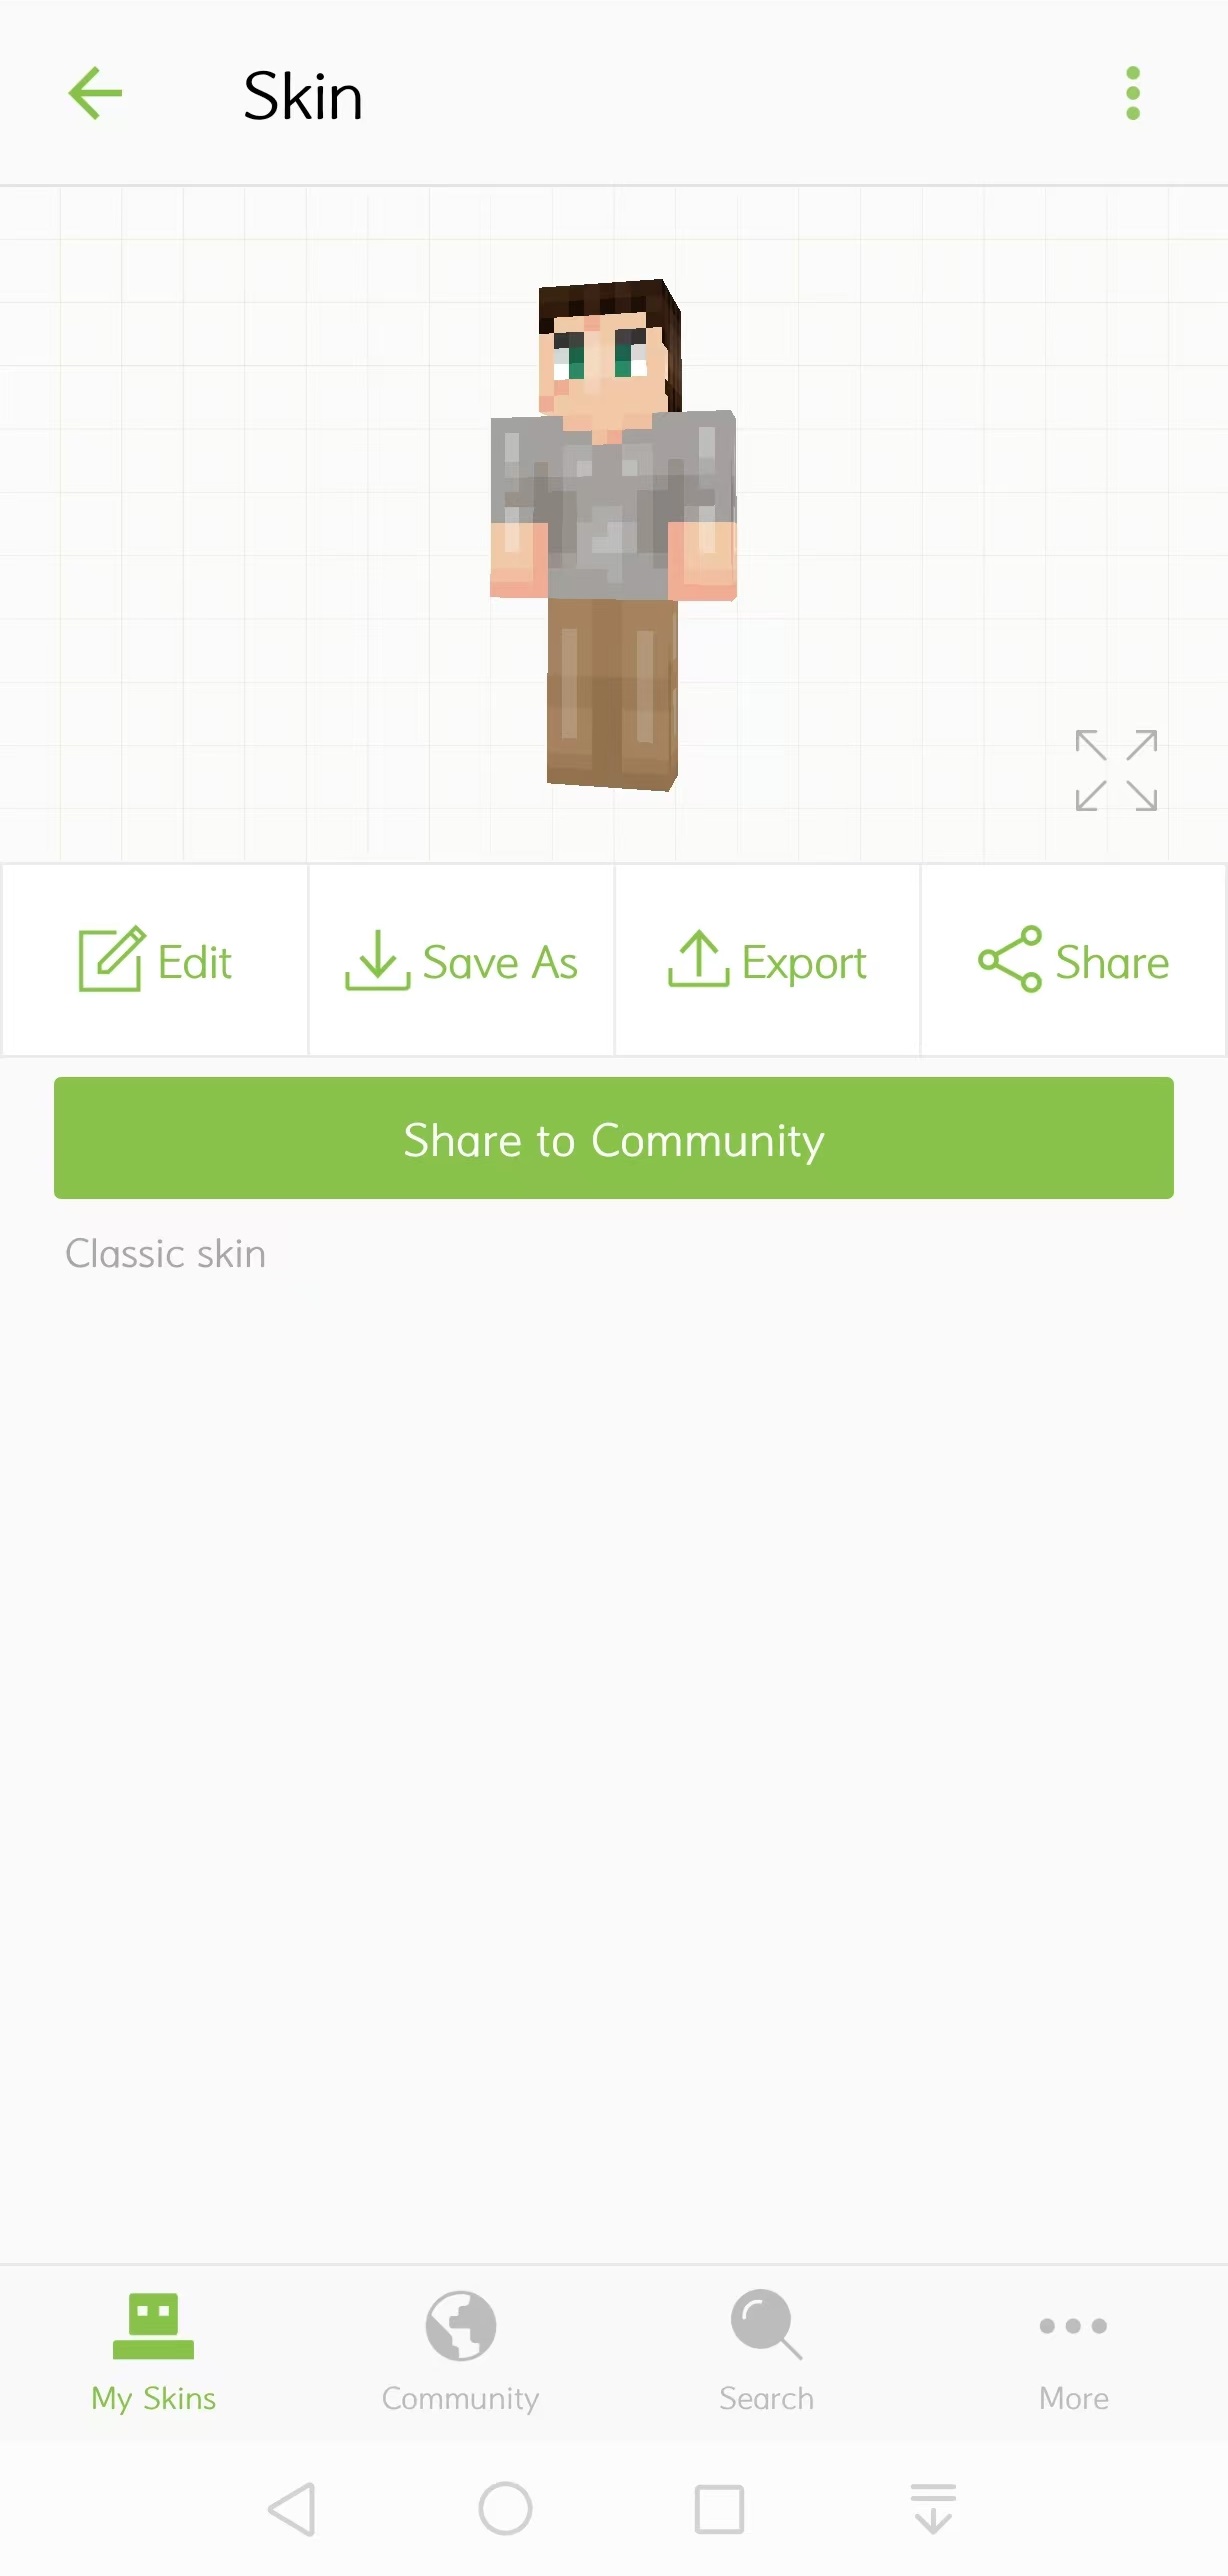 Skin
Edit
Save As
Export
Share
Share to Community
Classic skin
My Skins
Community
Search
More